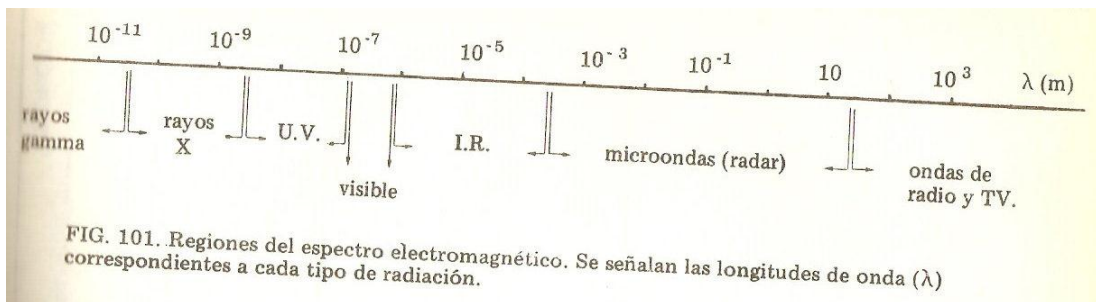 10⁻¹¹ 10⁻⁹ 10⁻⁷ 10⁻⁵ 10⁻³ 10⁻¹ 10 10³ λ (m)
rayos
gamma
rayos
X
U.V.
visible
I.R.
microondas (radar)
ondas de
radio y TV.
FIG. 101. Regiones del espectro electromagnético. Se señalan las longitudes de onda (λ)
correspondientes a cada tipo de radiación.